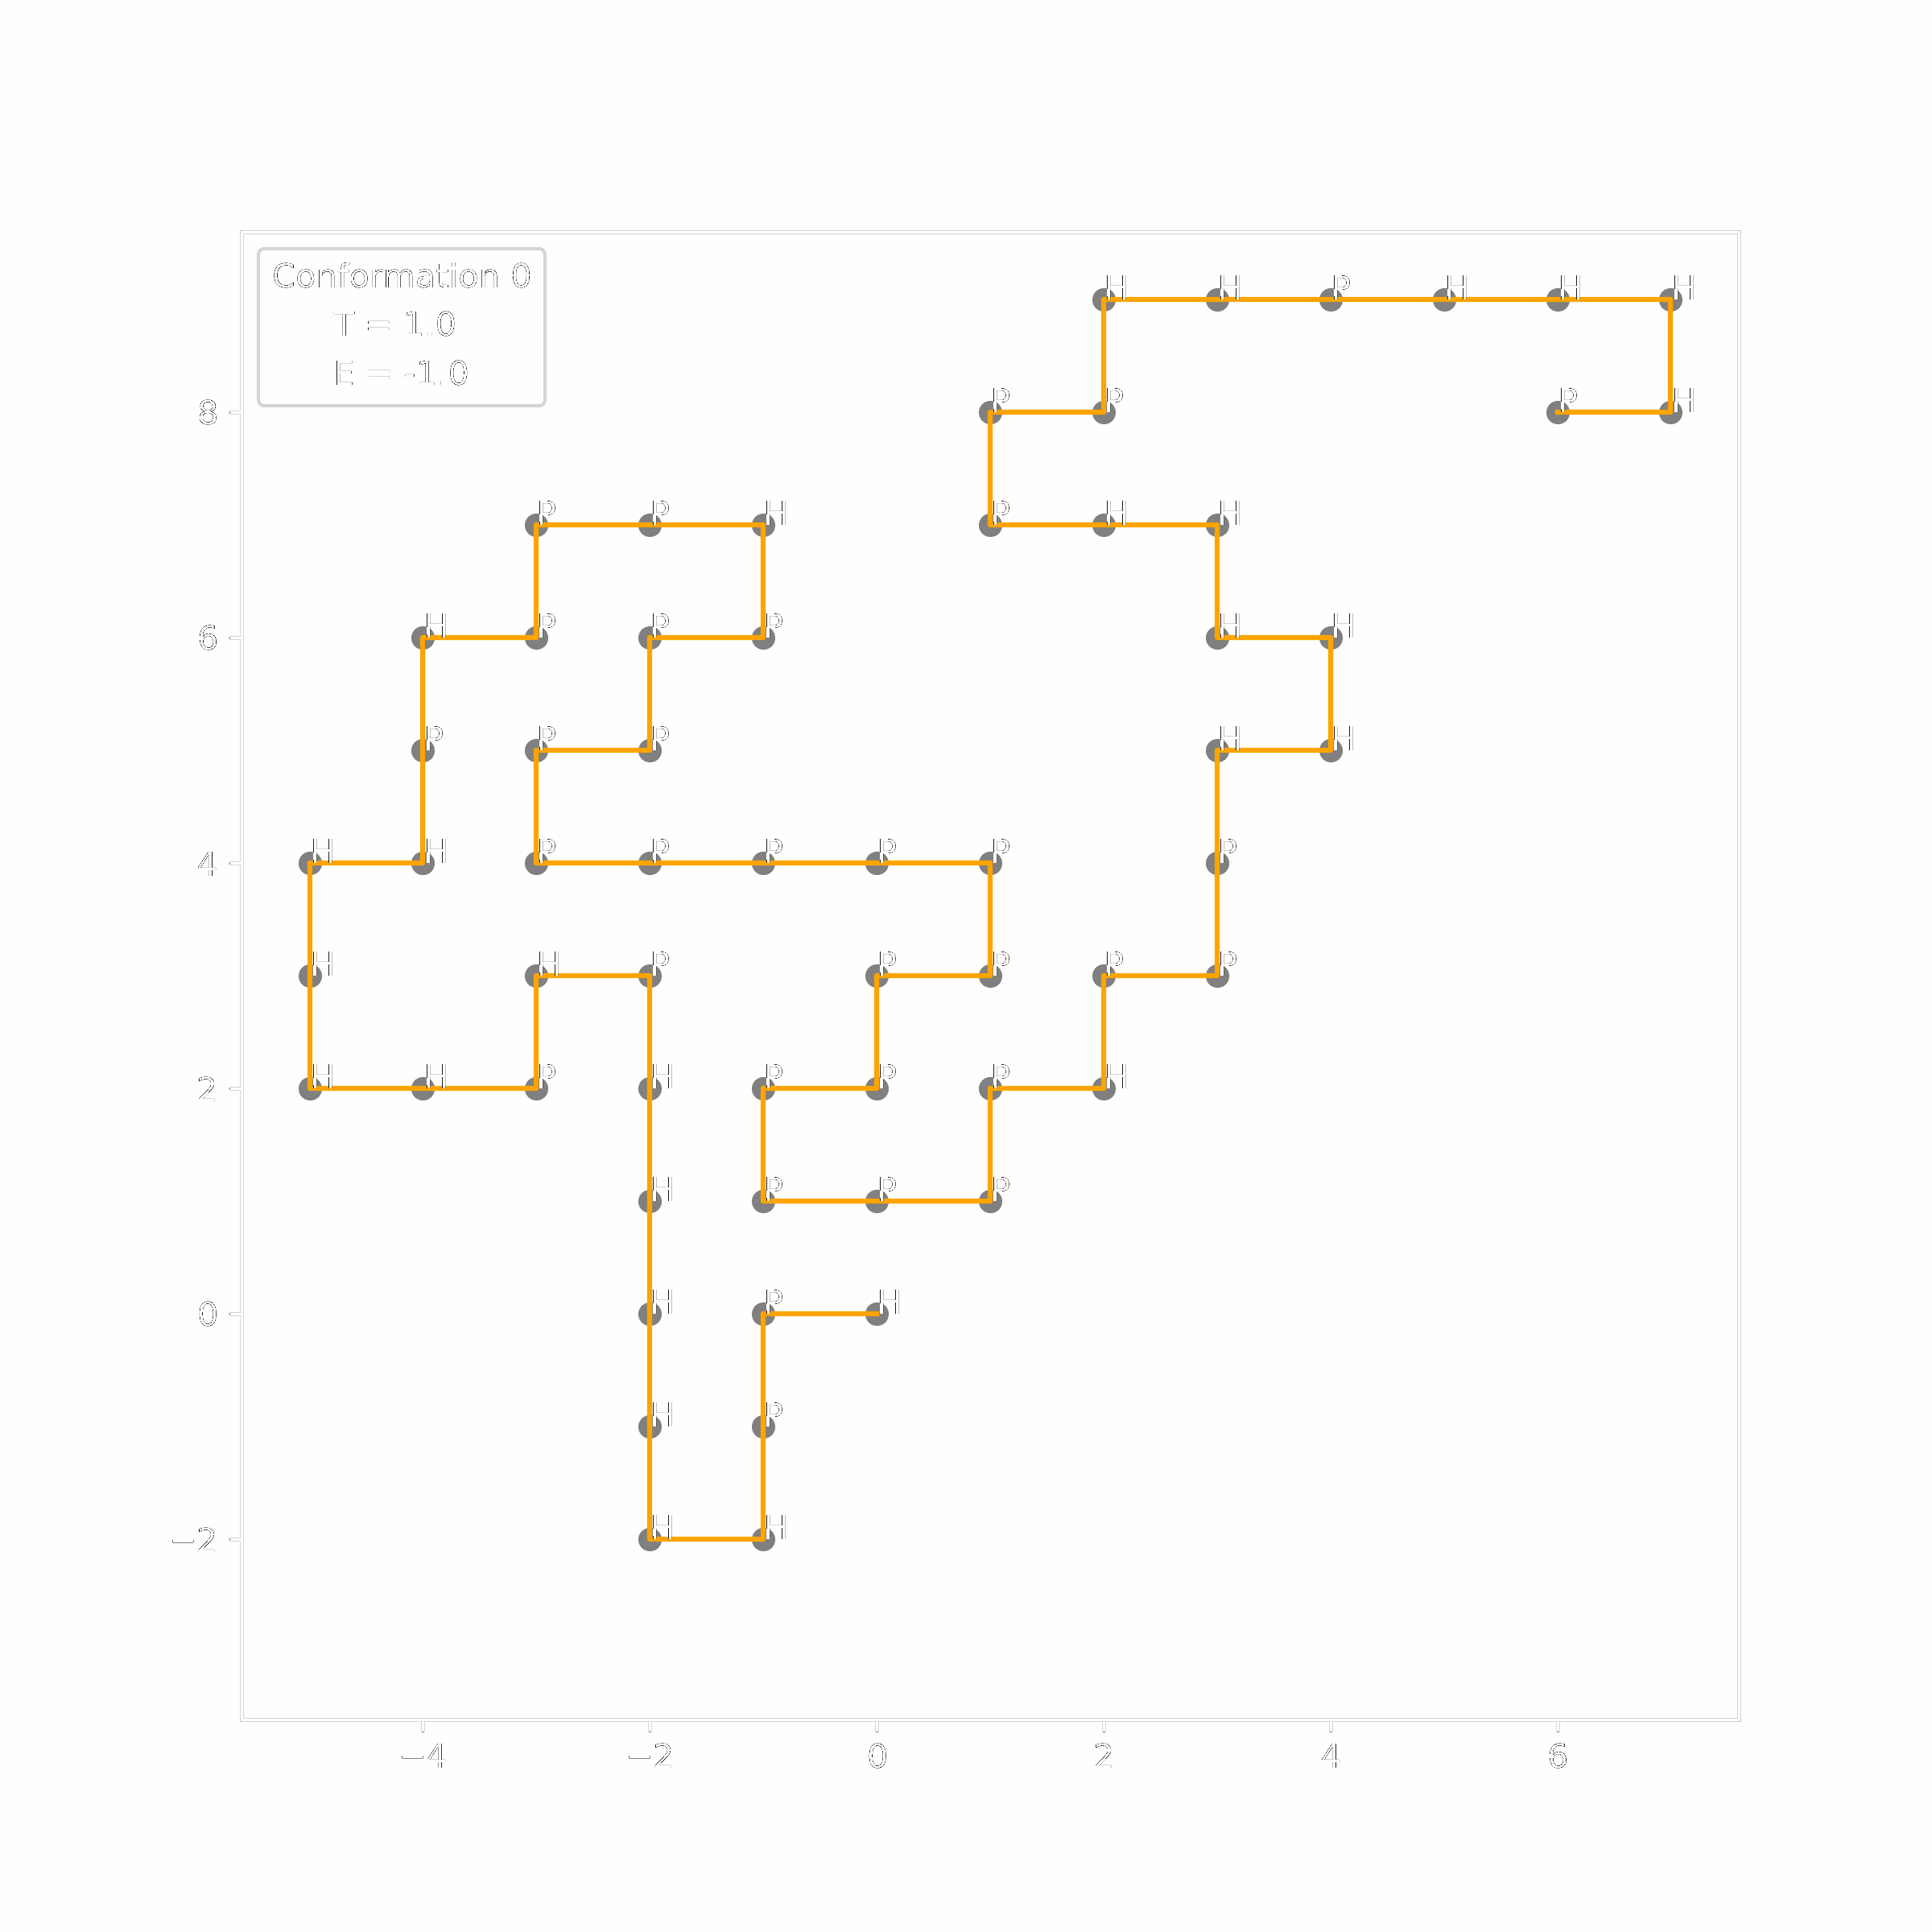 Conformation 0
T = 1.0
E = -1.0
H H P H H H
P P P H
8
P P H P H H
H P P P H H
6
P P P H H
H H P P P P P P
4
H H P P P P P
H H P H P P P H
2
H P P P
H P H
0
H P
H H
−2
−4 −2 0 2 4 6